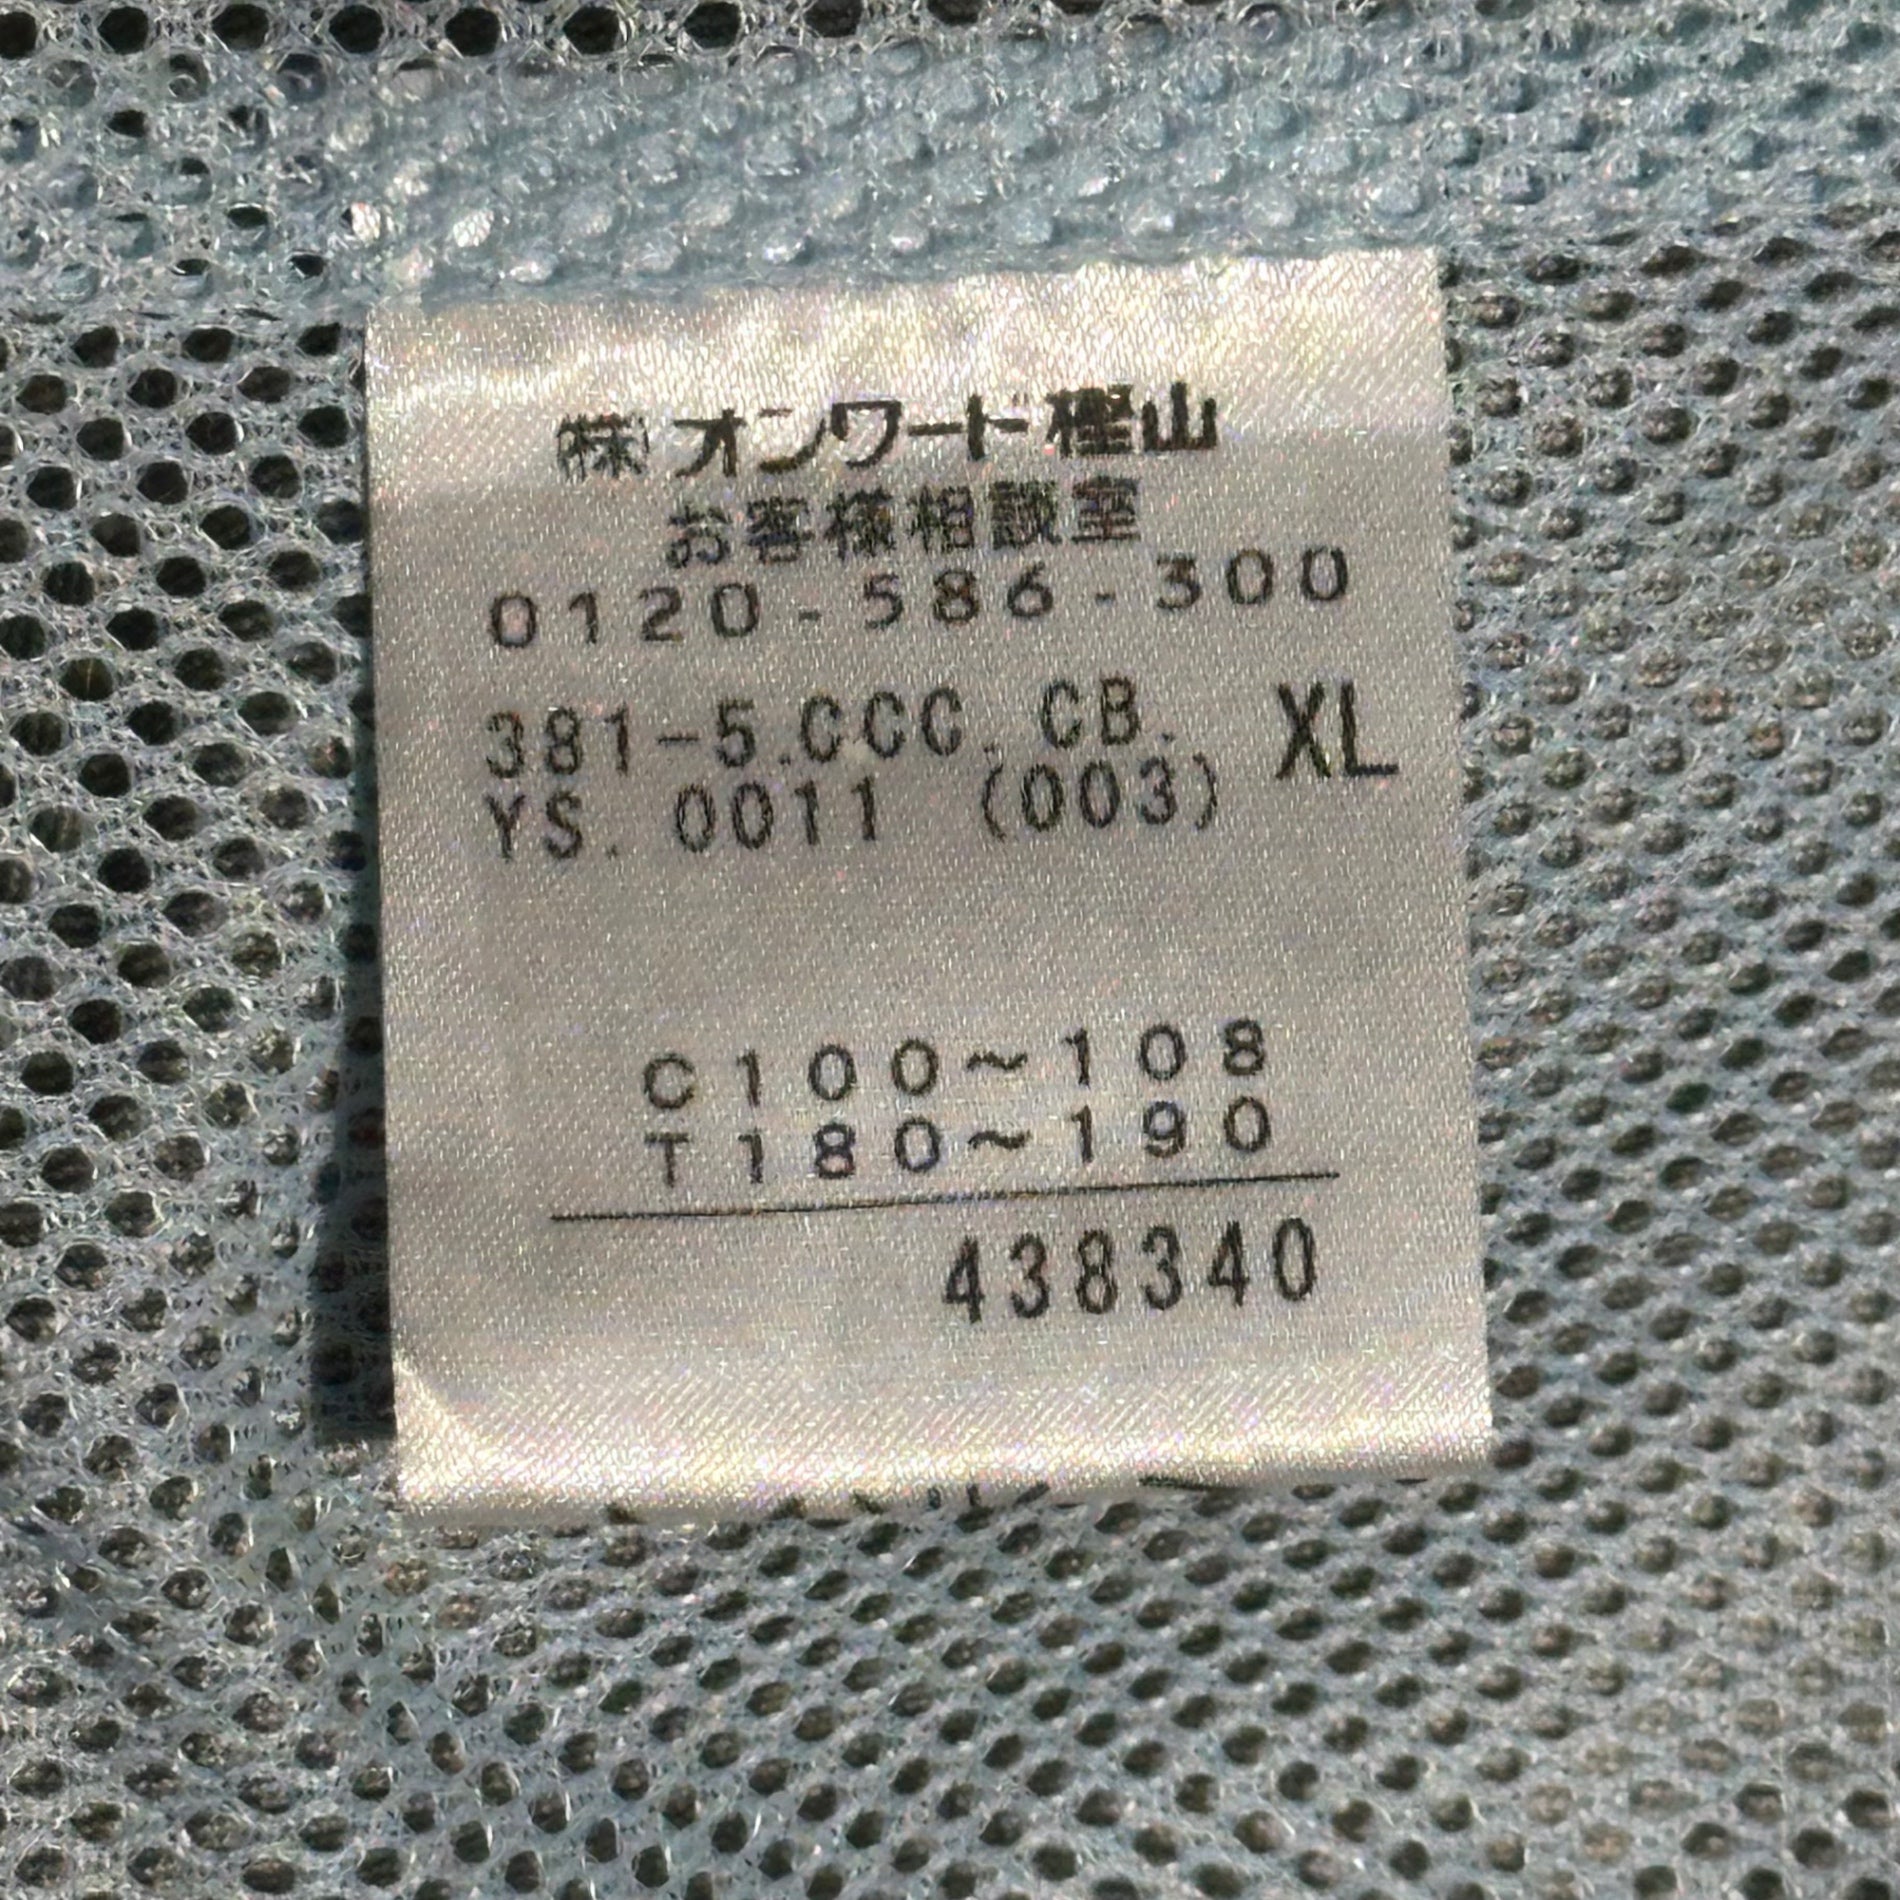 (株)オンワード樫山
お客様相談室
0120-586-300
381-5.CCC. CB. XL
YS. 0011 (003)
C100~108
T180~190
438340